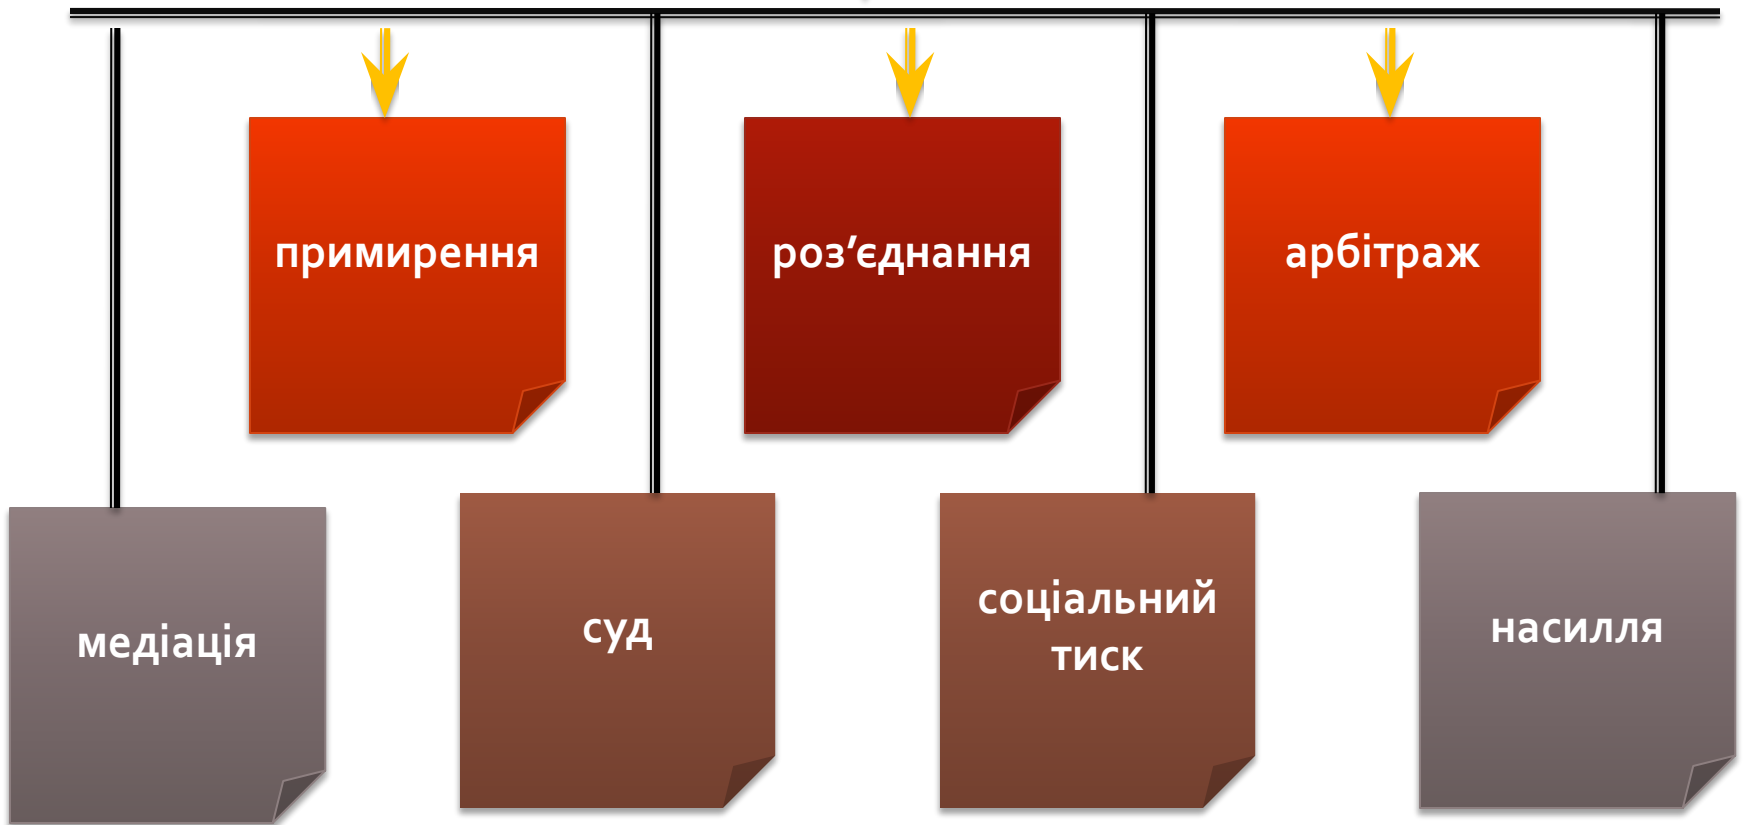 примирення
роз’єднання
арбітраж
медіація
суд
соціальний
тиск
насилля